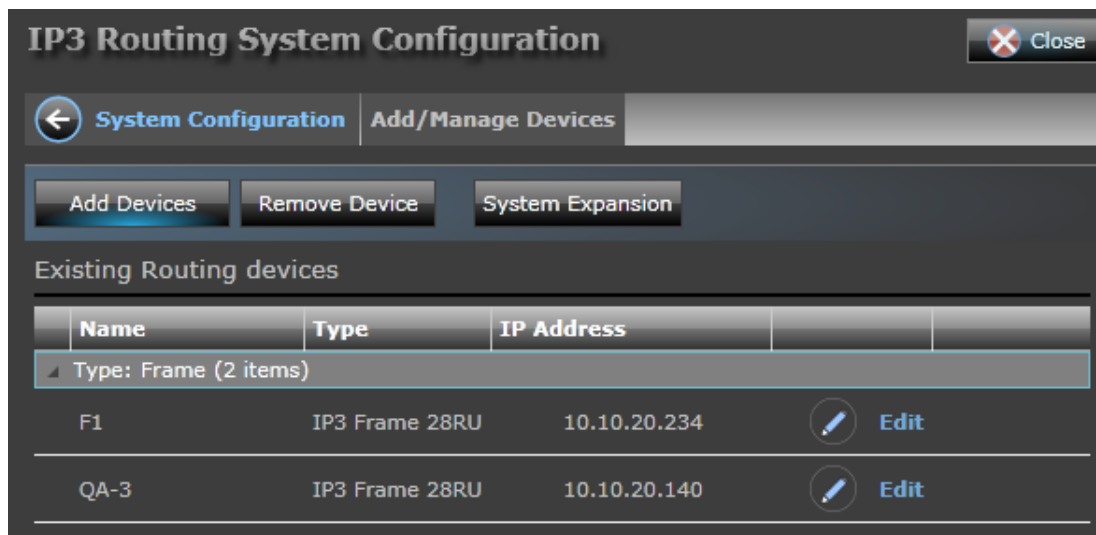 IP3 Routing System Configuration
Close
System Configuration Add/Manage Devices
Add Devices Remove Device System Expansion
Existing Routing devices
Name Type IP Address
Type: Frame (2 items)
F1 IP3 Frame 28RU 10.10.20.234 Edit
QA-3 IP3 Frame 28RU 10.10.20.140 Edit